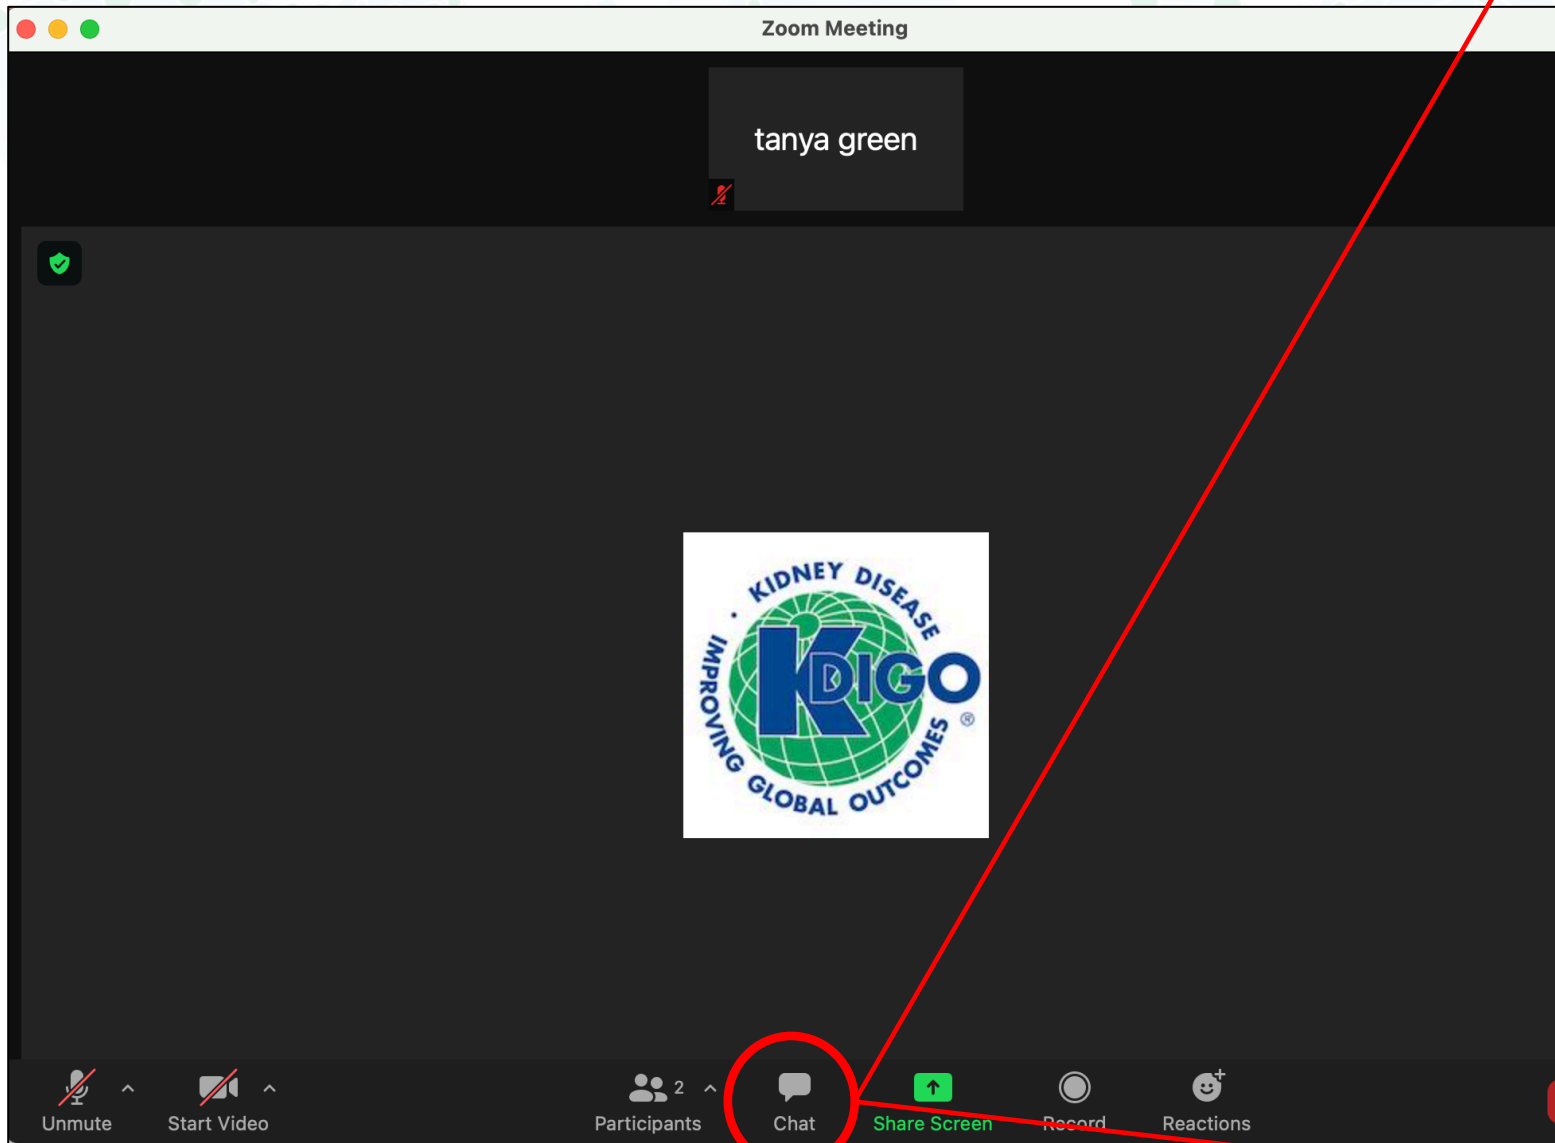 Zoom Meeting
tanya green
KIDNEY DISEASE
IMPROVING GLOBAL OUTCOMES
KDIGO
®
2
Unmute
Start Video
Participants
Chat
Share Screen
Record
Reactions